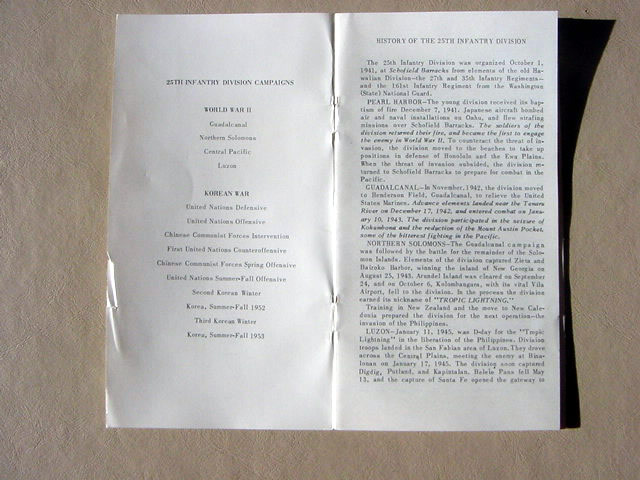 25TH INFANTRY DIVISION CAMPAIGNS
WORLD WAR II
Guadalcanal
Northern Solomons
Central Pacific
Luzon
KOREAN WAR
United Nations Defensive
United Nations Offensive
Chinese Communist Forces Intervention
First United Nations Counteroffensive
Chinese Communist Forces Spring Offensive
United Nations Summer-Fall Offensive
Second Korean Winter
Korea, Summer-Fall 1952
Third Korean Winter
Korea, Summer-Fall 1953
HISTORY OF THE 25TH INFANTRY DIVISION
The 25th Infantry Division was organized October 1,
1941, at Schofield Barracks from elements of the old Ha-
waiian Division—the 27th and 35th Infantry Regiments—
and the 161st Infantry Regiment from the Washington
(State) National Guard.
PEARL HARBOR—The young division received its bap-
tism of fire December 7, 1941. Japanese aircraft bombed
air and naval installations on Oahu, and flew strafing
missions over Schofield Barracks. The soldiers of the
division returned their fire, and became the first to engage
the enemy in World War II. To counteract the threat of in-
vasion, the division moved to the beaches to take up
positions in defense of Honolulu and the Ewa Plains.
When the threat of invasion subsided, the division re-
turned to Schofield Barracks to prepare for combat in the
Pacific.
GUADALCANAL—In November, 1942, the division moved
to Henderson Field, Guadalcanal, to relieve the United
States Marines. Advance elements landed near the Tenaru
River on December 17, 1942, and entered combat on Janu-
ary 10, 1943. The division participated in the seizure of
Kokumbona and the reduction of the Mount Austin Pocket,
some of the bitterest fighting in the Pacific.
NORTHERN SOLOMONS—The Guadalcanal campaign
was followed by the battle for the remainder of the Solo-
mon Islands. Elements of the division captured Zieta and
Bairoko Harbor, winning the island of New Georgia on
August 25, 1943. Arundel Island was cleared on September
24, and on October 6, Kolombangara, with its vital Vila
Airport, fell to the division. In the process the division
earned its nickname of "TROPIC LIGHTNING."
Training in New Zealand and the move to New Cale-
donia prepared the division for the next operation—the
invasion of the Philippines.
LUZON—January 11, 1945, was D-day for the "Tropic
Lightning" in the liberation of the Philippines. Division
troops landed in the San Fabian area of Luzon. They drove
across the Central Plains, meeting the enemy at Bina-
lonan on January 17, 1945. The division soon captured
Digdig, Putland, and Kapintalan. Belete Pass fell May
13, and the capture of Santa Fe opened the gateway to